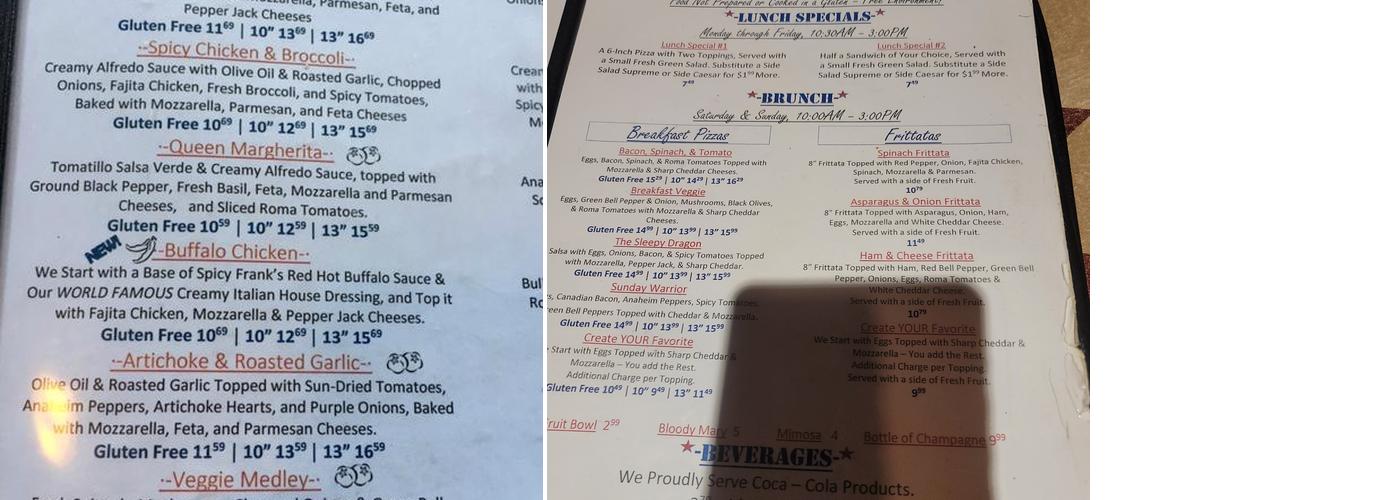 Parmesan, Feta, and
Pepper Jack Cheeses
Gluten Free 11⁶⁹ | 10" 13⁶⁹ | 13" 16⁶⁹
-·Spicy Chicken & Broccoli-·
Creamy Alfredo Sauce with Olive Oil & Roasted Garlic, Chopped
Onions, Fajita Chicken, Fresh Broccoli, and Spicy Tomatoes,
Baked with Mozzarella, Parmesan, and Feta Cheeses
Gluten Free 10⁶⁹ | 10" 12⁶⁹ | 13" 15⁶⁹
·-Queen Margherita-·
Tomatillo Salsa Verde & Creamy Alfredo Sauce, topped with
Ground Black Pepper, Fresh Basil, Feta, Mozzarella and Parmesan
Cheeses, and Sliced Roma Tomatoes.
Gluten Free 10⁵⁹ | 10" 12⁵⁹ | 13" 15⁵⁹
NEW! -Buffalo Chicken-·
We Start with a Base of Spicy Frank's Red Hot Buffalo Sauce &
Our WORLD FAMOUS Creamy Italian House Dressing, and Top it
with Fajita Chicken, Mozzarella & Pepper Jack Cheeses.
Gluten Free 10⁶⁹ | 10" 12⁶⁹ | 13" 15⁶⁹
·-Artichoke & Roasted Garlic-·
Olive Oil & Roasted Garlic Topped with Sun-Dried Tomatoes,
Anaheim Peppers, Artichoke Hearts, and Purple Onions, Baked
with Mozzarella, Feta, and Parmesan Cheeses.
Gluten Free 11⁵⁹ | 10" 13⁵⁹ | 13" 16⁵⁹
·-Veggie Medley-·
Food Not Prepared or Cooked in a Gluten - Free Environment!
-LUNCH SPECIALS-
Monday through Friday, 10:30AM – 3:00PM
Lunch Special #1
A 6-Inch Pizza with Two Toppings, Served with
a Small Fresh Green Salad. Substitute a Side
Salad Supreme or Side Caesar for $1⁹⁹ More.
7⁴⁹
Lunch Special #2
Half a Sandwich of Your Choice, Served with
a Small Fresh Green Salad. Substitute a Side
Salad Supreme or Side Caesar for $1⁹⁹ More.
7⁴⁹
-BRUNCH-
Saturday & Sunday, 10:00AM – 3:00PM
Breakfast Pizzas
Bacon, Spinach, & Tomato
Eggs, Bacon, Spinach, & Roma Tomatoes Topped with
Mozzarella & Sharp Cheddar Cheeses.
Gluten Free 15²⁹ | 10" 14²⁹ | 13" 16²⁹
Breakfast Veggie
Eggs, Green Bell Pepper & Onion, Mushrooms, Black Olives,
& Roma Tomatoes with Mozzarella & Sharp Cheddar
Cheeses.
Gluten Free 14⁹⁹ | 10" 13⁹⁹ | 13" 15⁹⁹
The Sleepy Dragon
Salsa with Eggs, Onions, Bacon, & Spicy Tomatoes Topped
with Mozzarella, Pepper Jack, & Sharp Cheddar.
Gluten Free 14⁹⁹ | 10" 13⁹⁹ | 13" 15⁹⁹
Sunday Warrior
Canadian Bacon, Anaheim Peppers, Spicy Tomatoes,
een Bell Peppers Topped with Cheddar & Mozzarella.
Gluten Free 14⁹⁹ | 10" 13⁹⁹ | 13" 15⁹⁹
Create YOUR Favorite
Start with Eggs Topped with Sharp Cheddar &
Mozzarella – You add the Rest.
Additional Charge per Topping.
Gluten Free 10⁴⁹ | 10" 9⁴⁹ | 13" 11⁴⁹
Frittatas
Spinach Frittata
8" Frittata Topped with Red Pepper, Onion, Fajita Chicken,
Spinach, Mozzarella & Parmesan.
Served with a side of Fresh Fruit.
10⁷⁹
Asparagus & Onion Frittata
8" Frittata Topped with Asparagus, Onion, Ham,
Eggs, Mozzarella and White Cheddar Cheese.
Served with a side of Fresh Fruit.
11⁴⁹
Ham & Cheese Frittata
8" Frittata Topped with Ham, Red Bell Pepper, Green Bell
Pepper, Onions, Eggs, Roma Tomatoes &
White Cheddar Cheese.
Served with a side of Fresh Fruit.
10⁷⁹
Create YOUR Favorite
We Start with Eggs Topped with Sharp Cheddar &
Mozzarella – You add the Rest.
Additional Charge per Topping.
Served with a side of Fresh Fruit.
9⁹⁹
ruit Bowl 2⁹⁹ Bloody Mary 5 Mimosa 4 Bottle of Champagne 9⁹⁹
-BEVERAGES-
We Proudly Serve Coca – Cola Products.